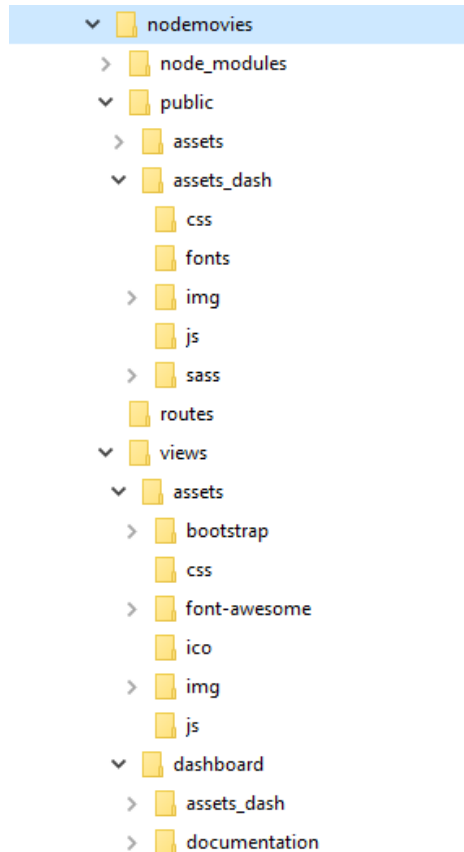 nodemovies
node_modules
public
assets
assets_dash
css
fonts
img
js
sass
routes
views
assets
bootstrap
css
font-awesome
ico
img
js
dashboard
assets_dash
documentation